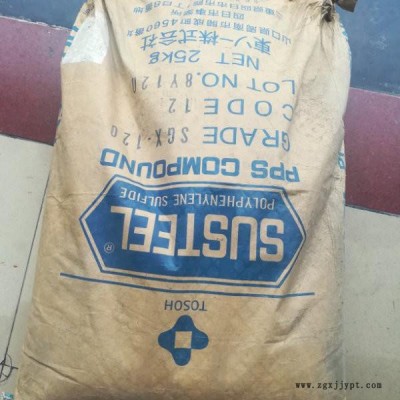 TOSOH
SUSTEEL®
POLYPHENYLENE SULFIDE
PPS COMPOUND
GRADE SGX-120
CODE 12
LOT NO.8Y120
NET 25kg
東ソー株式会社
www.zgxjjypt.com